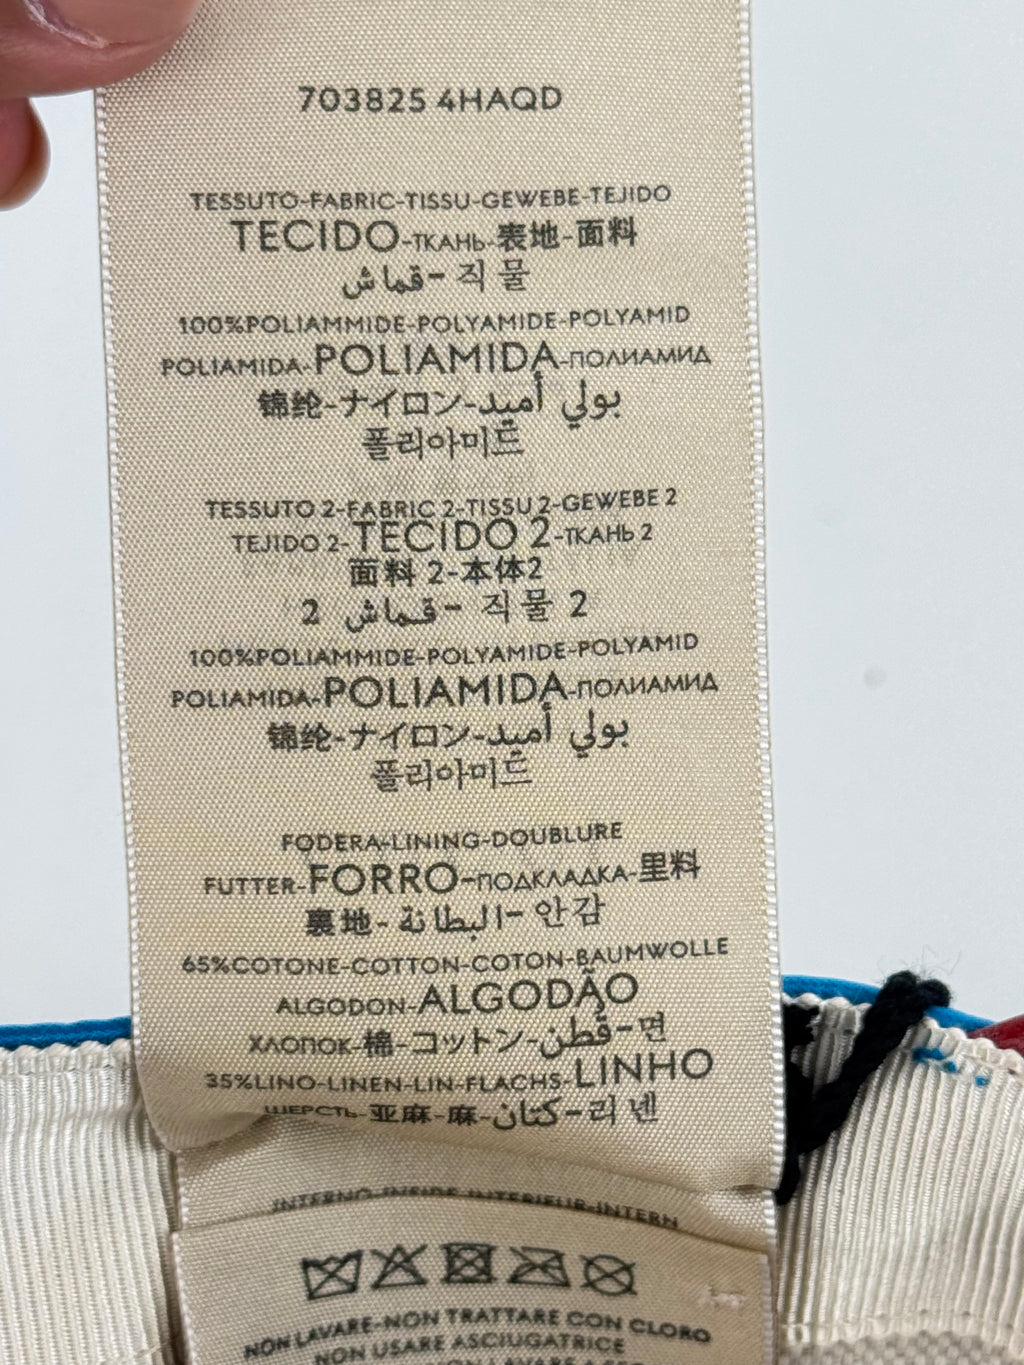 703825 4HAQD
TESSUTO-FABRIC-TISSU-GEWEBE-TEJIDO
TECIDO-ТКАНЬ-表地-面料
قماش-직물
100%POLIAMMIDE-POLYAMIDE-POLYAMID
POLIAMIDA-POLIAMIDA-ПОЛИАМИД
锦纶-ナイロン-بولي أميد
폴리아미드
TESSUTO 2-FABRIC 2-TISSU 2-GEWEBE 2
TEJIDO 2-TECIDO 2-ТКАНЬ 2
面料 2-本体2
2 قماش - 직물 2
100%POLIAMMIDE-POLYAMIDE-POLYAMID
POLIAMIDA-POLIAMIDA-ПОЛИАМИД
锦纶-ナイロン-بولي أميد
폴리아미드
FODERA-LINING-DOUBLURE
FUTTER-FORRO-ПОДКЛАДКА-里料
裏地-البطانة-안감
65%COTONE-COTTON-COTON-BAUMWOLLE
ALGODON-ALGODÃO
ХЛОПОК-棉-コットン-قطن-면
35%LINO-LINEN-LIN-FLACHS-LINHO
ШЕРСТЬ-亚麻-麻-كتان-리넨
INTERNO-INSIDE-INTERIEUR-INTERN
NON LAVARE-NON TRATTARE CON CLORO
NON USARE ASCIUGATRICE